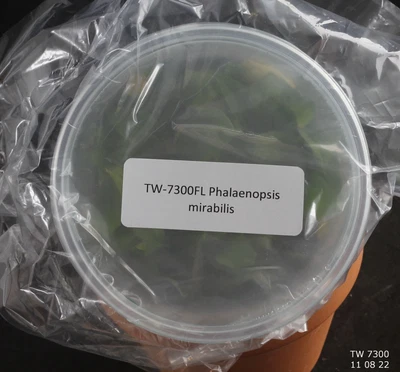 TW-7300FL Phalaenopsis
mirabilis
TW 7300
11 08 22